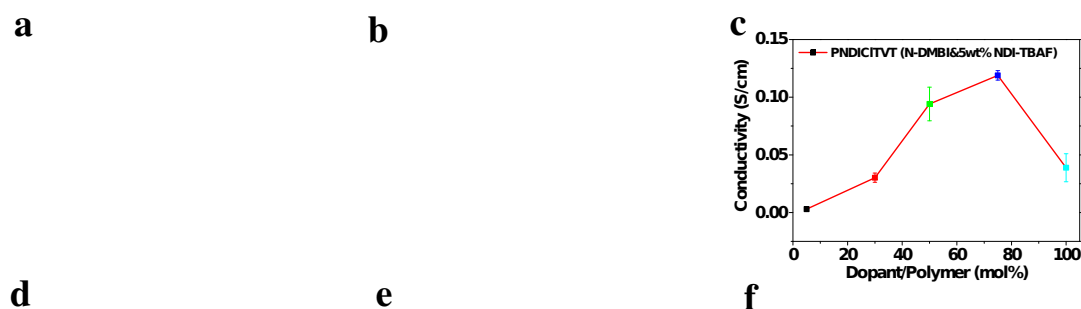 a
b
c
0.15
PNDIClTVT (N-DMBI&5wt% NDI-TBAF)
0.10
0.05
0.00
Conductivity (S/cm)
0 20 40 60 80 100
Dopant/Polymer (mol%)
d
e
f